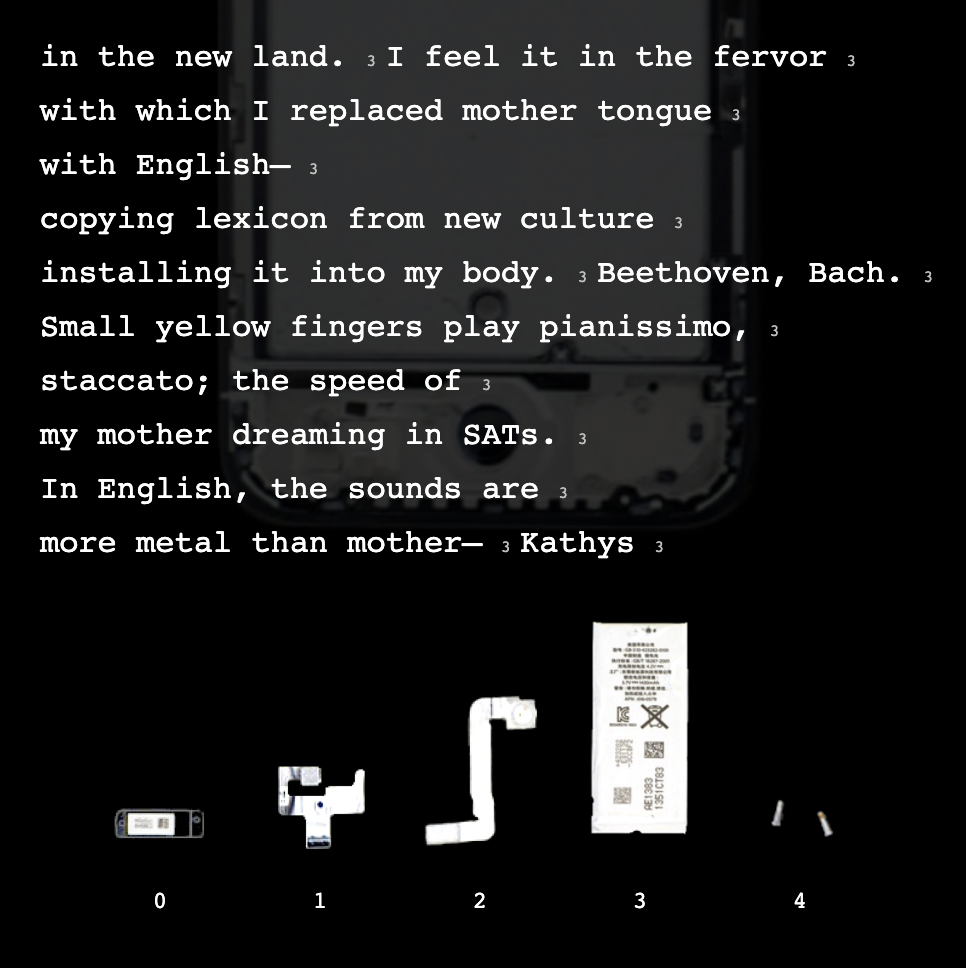 in the new land. 3 I feel it in the fervor 3
with which I replaced mother tongue 3
with English— 3
copying lexicon from new culture 3
installing it into my body. 3 Beethoven, Bach. 3
Small yellow fingers play pianissimo, 3
staccato; the speed of 3
my mother dreaming in SATs. 3
In English, the sounds are 3
more metal than mother— 3 Kathys 3
AE1383
1351CT83
0 1 2 3 4